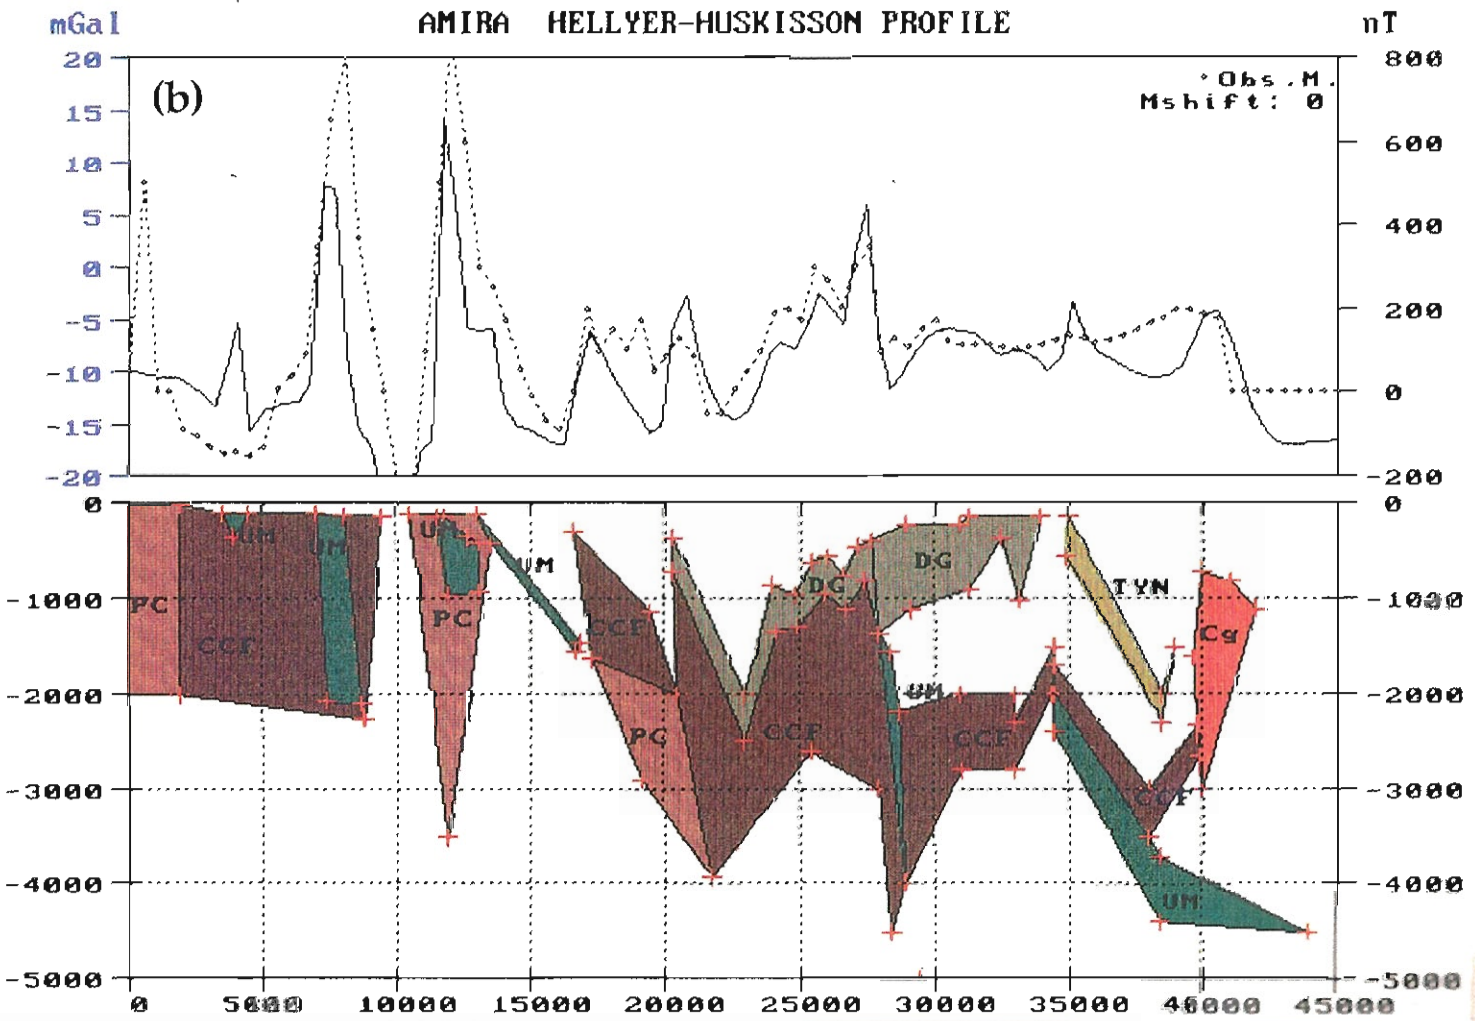 mGal AMIRA HELLYER-HUSKISSON PROFILE nT
20 800
(b) ⋄ Obs.M.
15 Mshift: 0
10 600
5 400
0
-5 200
-10 0
-15
-20 -200
0 0
UM UM UM
UM
DG DG
TYN
-1000 -1000
PC PC CCF Cg
CCF
-2000 UM -2000
PC CCF CCF
-3000 -3000
CCF
-4000 -4000
UM
-5000 -5000
0 5000 10000 15000 20000 25000 30000 35000 40000 45000